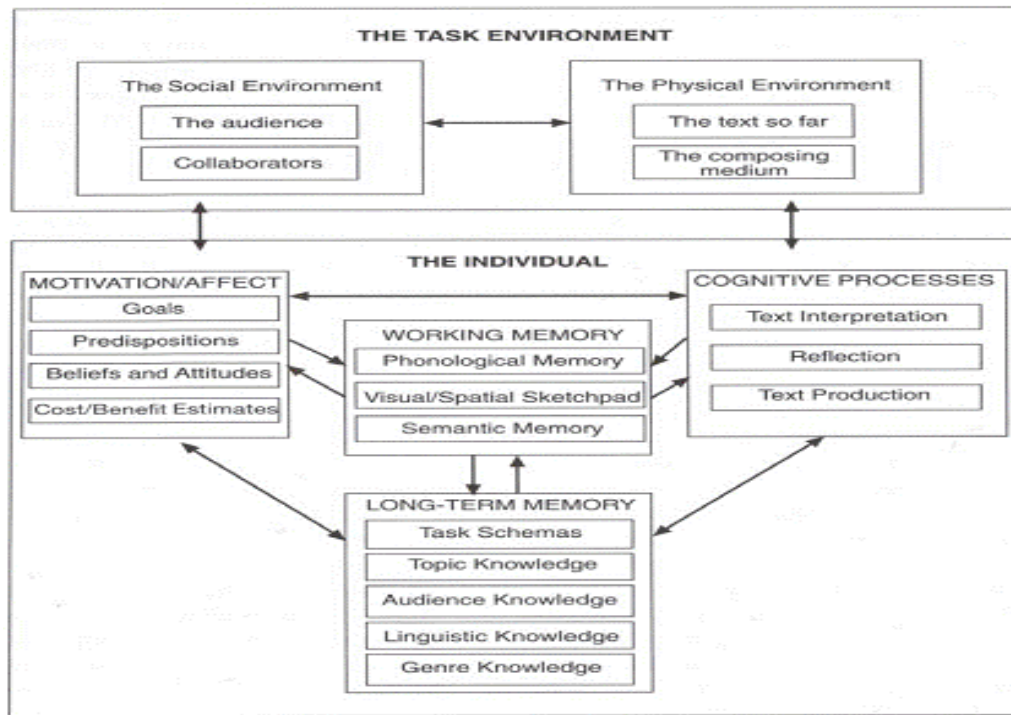 THE TASK ENVIRONMENT
The Social Environment
The audience
Collaborators
The Physical Environment
The text so far
The composing
medium
THE INDIVIDUAL
MOTIVATION/AFFECT
Goals
Predispositions
Beliefs and Attitudes
Cost/Benefit Estimates
WORKING MEMORY
Phonological Memory
Visual/Spatial Sketchpad
Semantic Memory
COGNITIVE PROCESSES
Text Interpretation
Reflection
Text Production
LONG-TERM MEMORY
Task Schemas
Topic Knowledge
Audience Knowledge
Linguistic Knowledge
Genre Knowledge